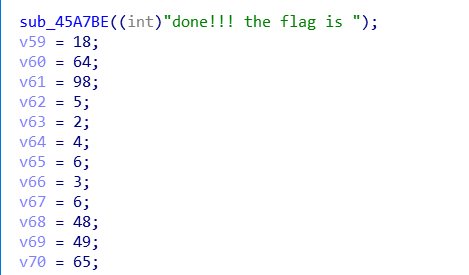 sub_45A7BE((int)"done!!! the flag is ");
v59 = 18;
v60 = 64;
v61 = 98;
v62 = 5;
v63 = 2;
v64 = 4;
v65 = 6;
v66 = 3;
v67 = 6;
v68 = 48;
v69 = 49;
v70 = 65;